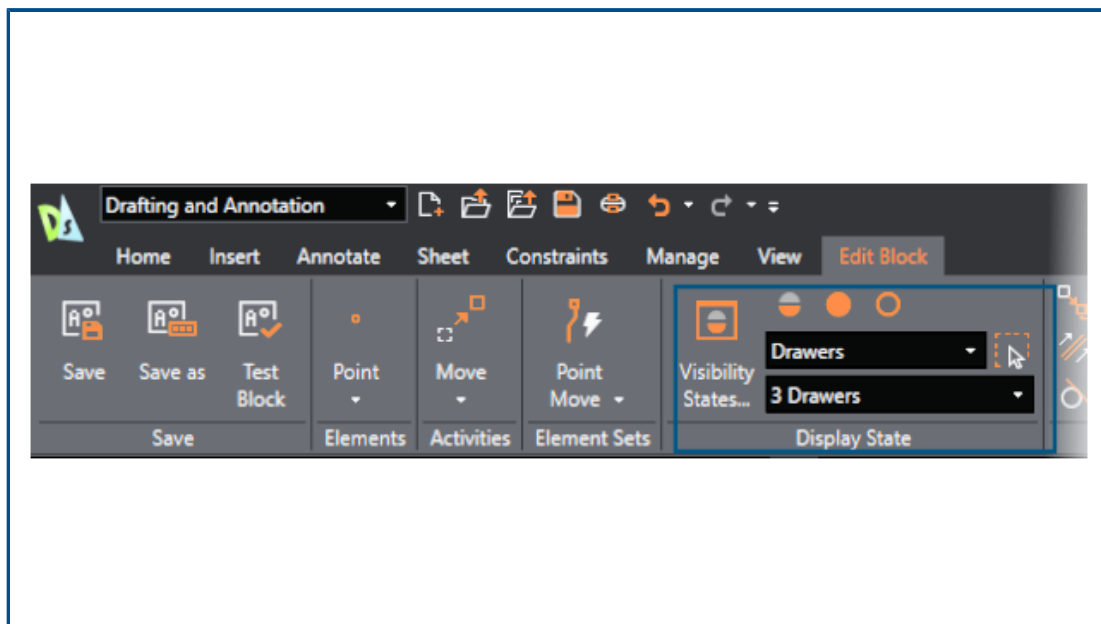 Drafting and Annotation
DS
Home Insert Annotate Sheet Constraints Manage View Edit Block
Drawers
Save Save as Test Block Point Move Point Move Visibility States...
3 Drawers
Save Elements Activities Element Sets Display State